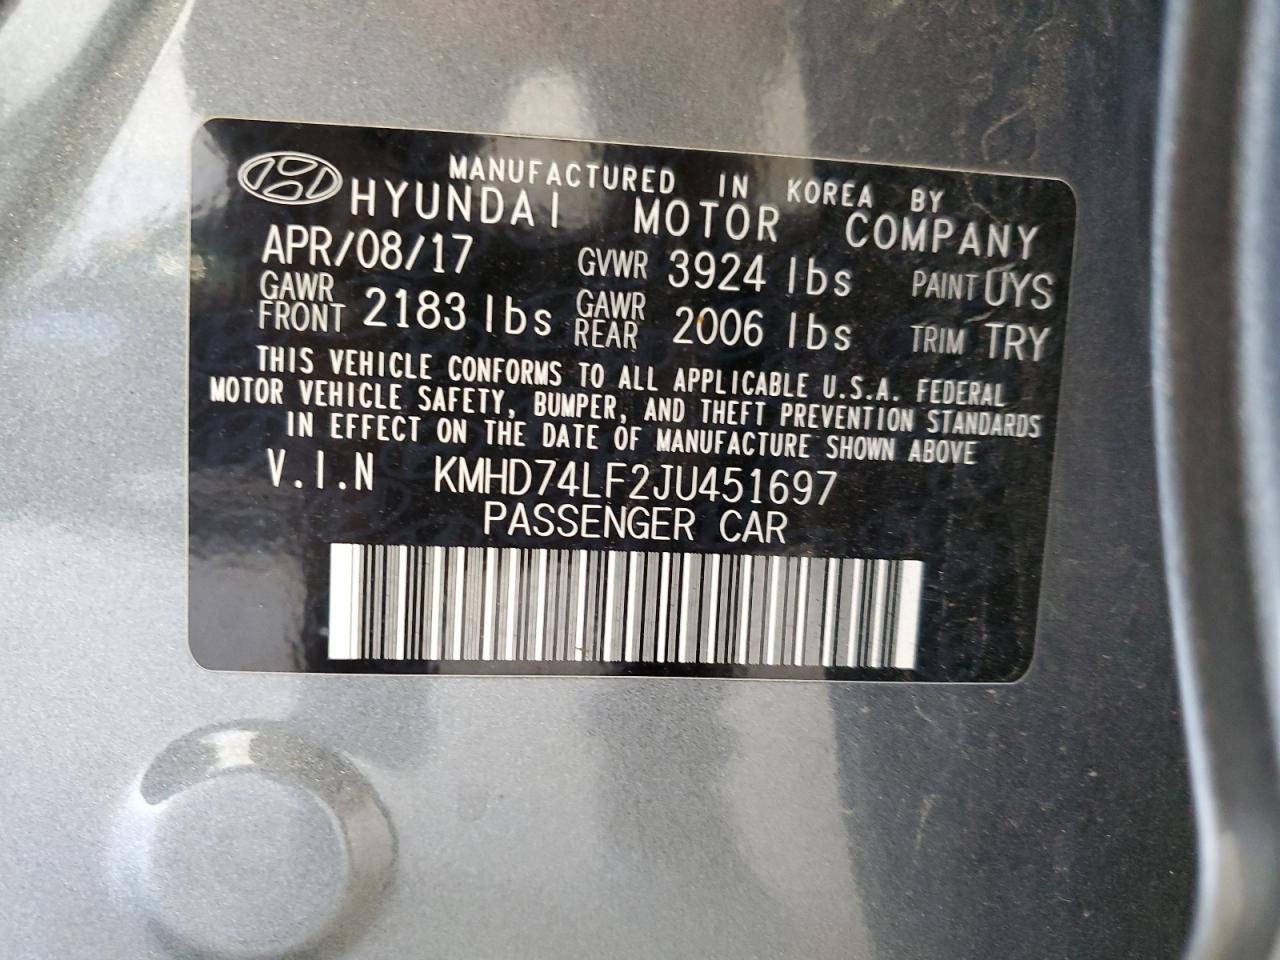 MANUFACTURED IN KOREA BY
HYUNDAI MOTOR COMPANY
APR/08/17 GVWR 3924 lbs PAINT UYS
GAWR FRONT 2183 lbs GAWR REAR 2006 lbs TRIM TRY
THIS VEHICLE CONFORMS TO ALL APPLICABLE U.S.A. FEDERAL
MOTOR VEHICLE SAFETY, BUMPER, AND THEFT PREVENTION STANDARDS
IN EFFECT ON THE DATE OF MANUFACTURE SHOWN ABOVE
V.I.N KMHD74LF2JU451697
PASSENGER CAR